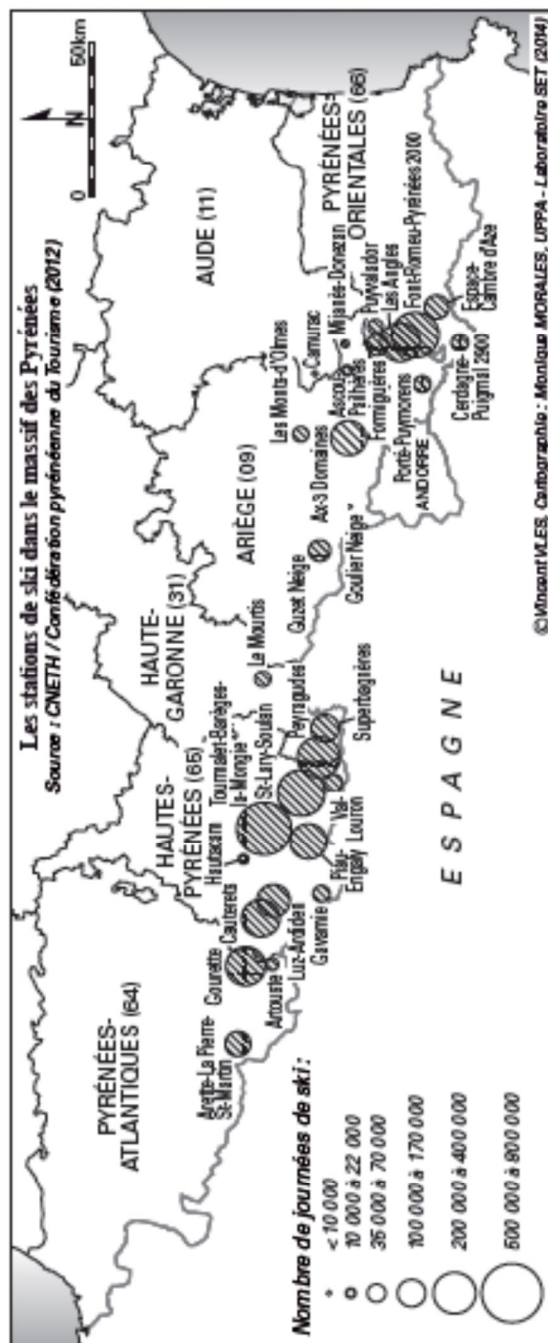 Les stations de ski dans le massif des Pyrénées
Source : CNETH / Confédération pyrénéenne du Tourisme (2012)
N
0
50km
PYRÉNÉES-
ATLANTIQUES (64)
HAUTES-
PYRÉNÉES (65)
HAUTE-
GARONNE (31)
ARIÈGE (09)
AUDE (11)
PYRÉNÉES-
ORIENTALES (66)
Arette-La Pierre-
St-Martin
Gourette
Artouste
Cauterets
Luz-Ardiden
Gavarnie
Hautacam
Tourmalet-Barèges-
la-Mongie
St-Lary-Soulan
Piau-
Engaly
Val-
Louron
Peyragudes
Superbagnères
Le Mourtis
Guzet Neige
Goulier Neige
Ax-3 Domaines
Les Monts-d'Olmes
Camurac
Ascou-
Pailhères
Mijanès-Donezan
Formiguères
Puyvalador
Les Angles
Font-Romeu-Pyrénées 2000
Porté-Puymorens
Espace-
Cambre d'Aze
Cerdagne-
Puigmal 2900
ANDORRE
ESPAGNE
Nombre de journées de ski :
< 10 000
10 000 à 22 000
35 000 à 70 000
100 000 à 170 000
200 000 à 400 000
500 000 à 800 000
© Vincent VLES, Cartographie : Monique MORALES, UPPA - Laboratoire SET (2014)